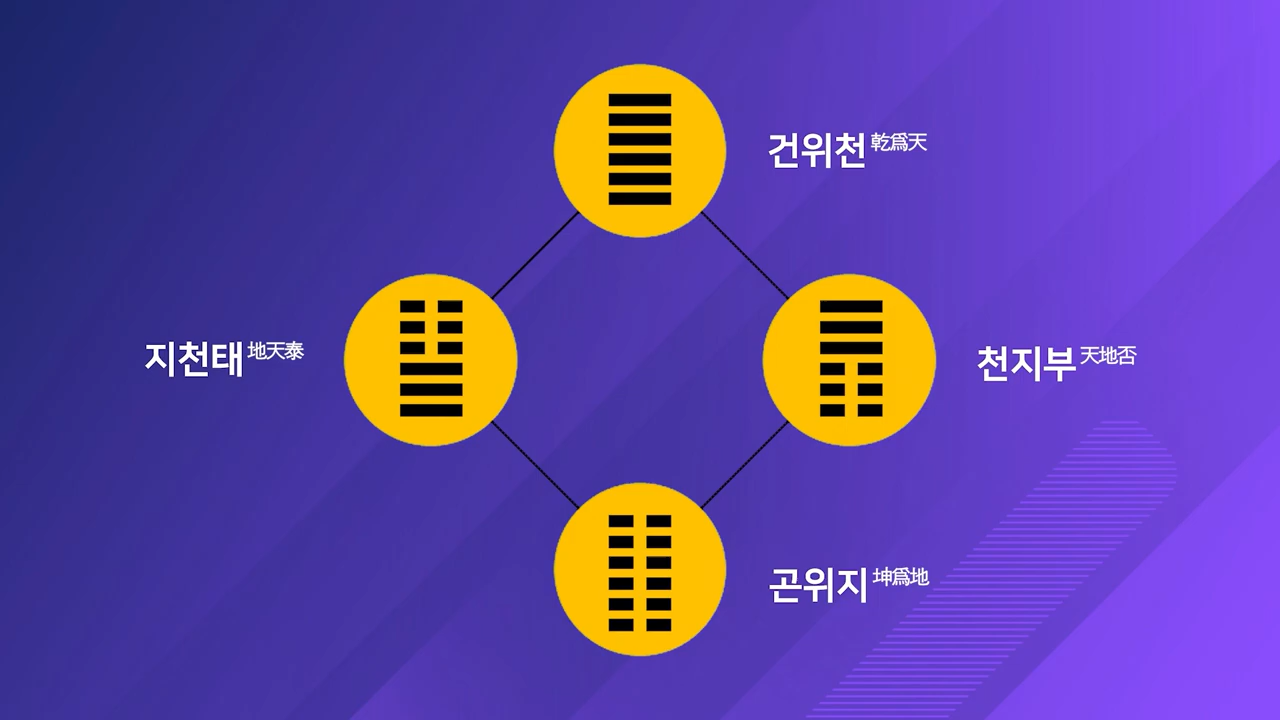 건위천 乾爲天
지천태 地天泰
천지부 天地否
곤위지 坤爲地